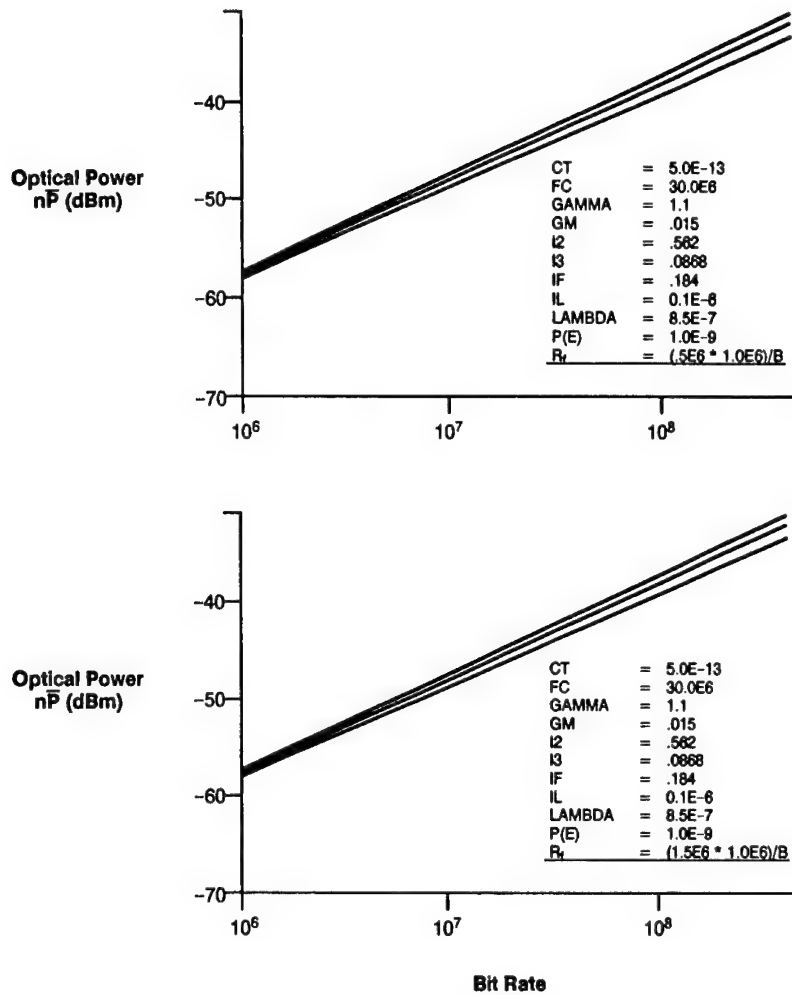 -40
Optical Power
nP̅ (dBm)
-50
-60
-70
10⁶
10⁷
10⁸
CT = 5.0E-13
FC = 30.0E6
GAMMA = 1.1
GM = .015
I2 = .562
I3 = .0868
IF = .184
IL = 0.1E-6
LAMBDA = 8.5E-7
P(E) = 1.0E-9
Rf = (.5E6 * 1.0E6)/B
-40
Optical Power
nP̅ (dBm)
-50
-60
-70
10⁶
10⁷
10⁸
CT = 5.0E-13
FC = 30.0E6
GAMMA = 1.1
GM = .015
I2 = .562
I3 = .0868
IF = .184
IL = 0.1E-6
LAMBDA = 8.5E-7
P(E) = 1.0E-9
Rf = (1.5E6 * 1.0E6)/B
Bit Rate